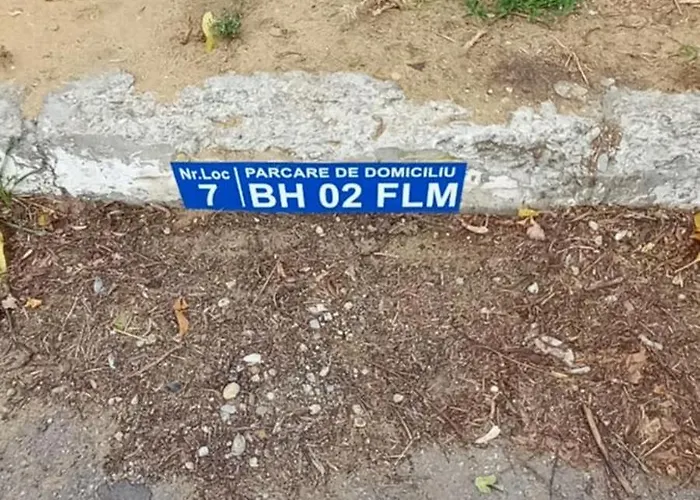 Nr.Loc
7
PARCARE DE DOMICILIU
BH 02 FLM